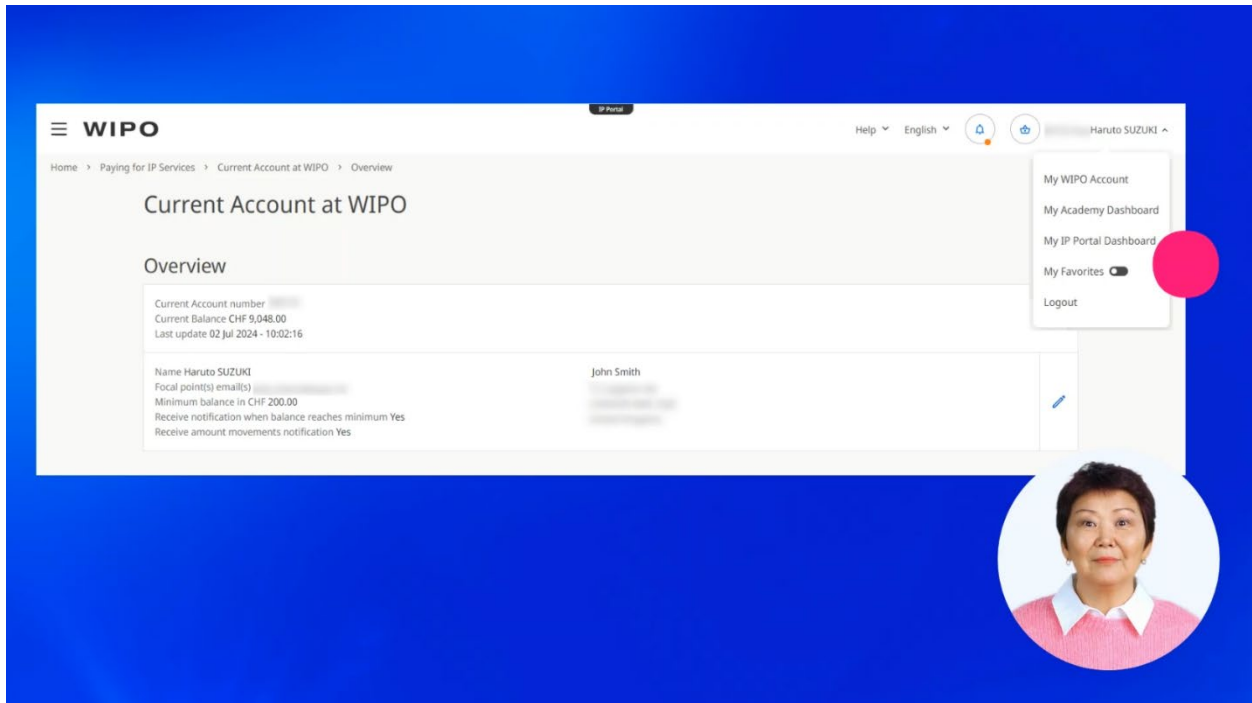 IP Portal
WIPO
Help English Haruto SUZUKI
Home > Paying for IP Services > Current Account at WIPO > Overview
My WIPO Account
My Academy Dashboard
My IP Portal Dashboard
My Favorites
Logout
Current Account at WIPO
Overview
Current Account number
Current Balance CHF 9,048.00
Last update 02 Jul 2024 - 10:02:16
Name Haruto SUZUKI
Focal point(s) email(s)
Minimum balance in CHF 200.00
Receive notification when balance reaches minimum Yes
Receive amount movements notification Yes
John Smith